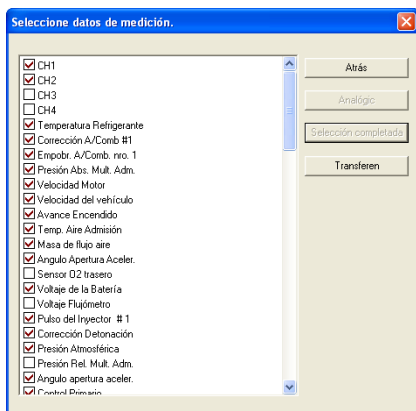 Seleccione datos de medición.
CH1
CH2
CH3
CH4
Temperatura Refrigerante
Corrección A/Comb #1
Empobr. A/Comb. nro. 1
Presión Abs. Mult. Adm.
Velocidad Motor
Velocidad del vehículo
Avance Encendido
Temp. Aire Admisión
Masa de flujo aire
Angulo Apertura Aceler.
Sensor O2 trasero
Voltaje de la Batería
Voltaje Flujómetro
Pulso del Inyector # 1
Corrección Detonación
Presión Atmosférica
Presión Rel. Mult. Adm.
Angulo apertura aceler.
Control Primario
Atrás
Analógic
Selección completada
Transferen